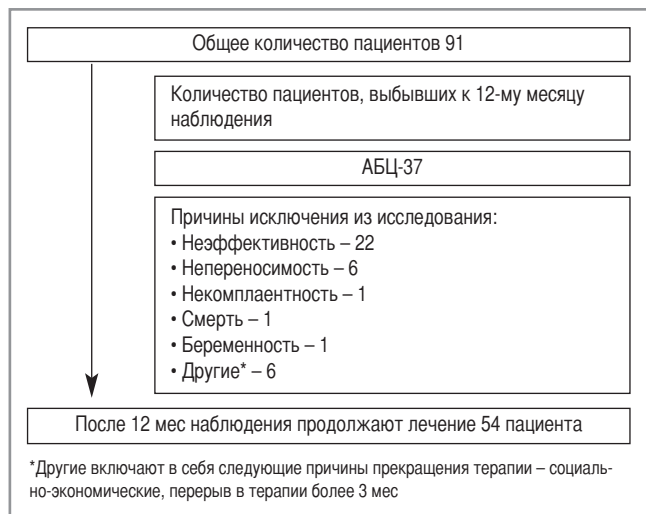 Общее количество пациентов 91
Количество пациентов, выбывших к 12-му месяцу
наблюдения
АБЦ-37
Причины исключения из исследования:
• Неэффективность – 22
• Непереносимость – 6
• Некомплаентность – 1
• Смерть – 1
• Беременность – 1
• Другие* – 6
После 12 мес наблюдения продолжают лечение 54 пациента
*Другие включают в себя следующие причины прекращения терапии – социаль-
но-экономические, перерыв в терапии более 3 мес